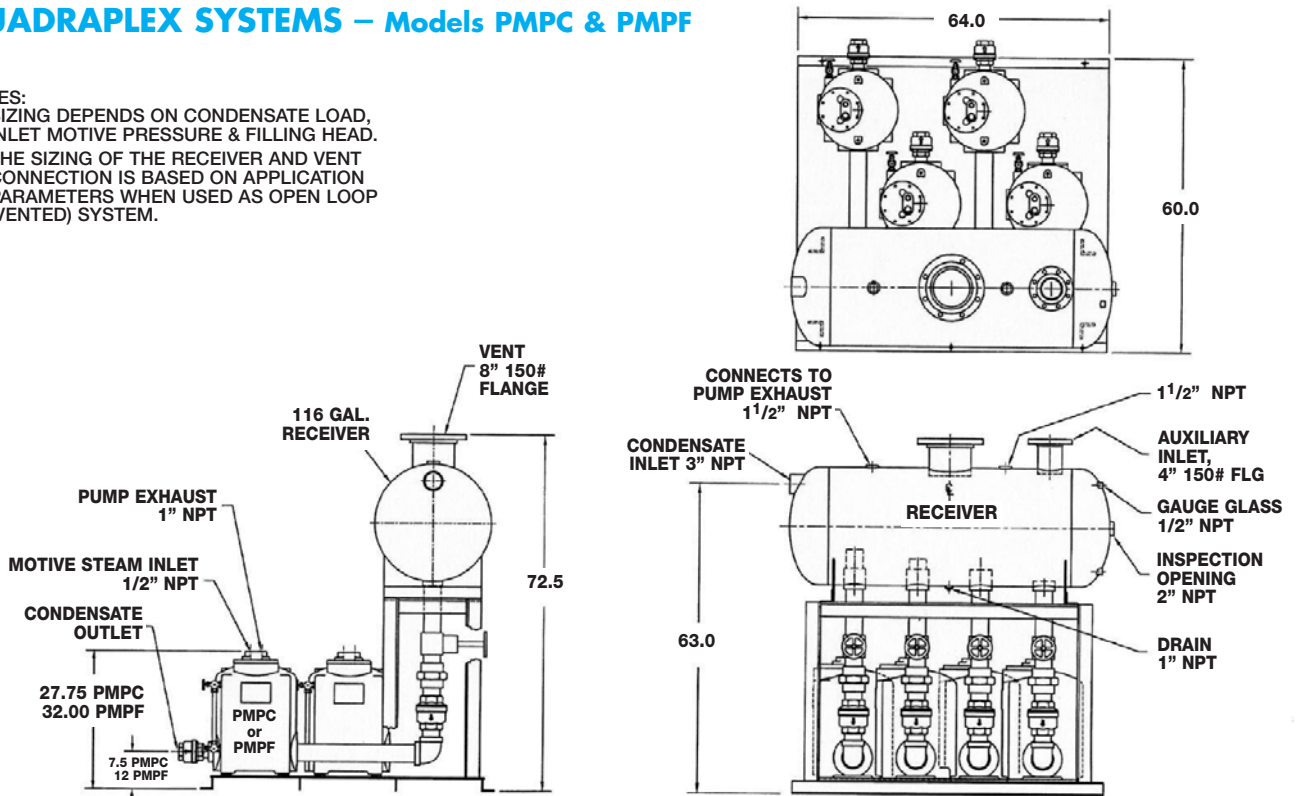 UADRAPLEX SYSTEMS – Models PMPC & PMPF
ES:
SIZING DEPENDS ON CONDENSATE LOAD,
NLET MOTIVE PRESSURE & FILLING HEAD.
HE SIZING OF THE RECEIVER AND VENT
CONNECTION IS BASED ON APPLICATION
PARAMETERS WHEN USED AS OPEN LOOP
VENTED) SYSTEM.
64.0
60.0
VENT
8” 150#
FLANGE
116 GAL.
RECEIVER
PUMP EXHAUST
1” NPT
MOTIVE STEAM INLET
1/2” NPT
CONDENSATE
OUTLET
27.75 PMPC
32.00 PMPF
7.5 PMPC
12 PMPF
PMPC
or
PMPF
72.5
CONNECTS TO
PUMP EXHAUST
1 1/2” NPT
CONDENSATE
INLET 3” NPT
RECEIVER
63.0
1 1/2” NPT
AUXILIARY
INLET,
4” 150# FLG
GAUGE GLASS
1/2” NPT
INSPECTION
OPENING
2” NPT
DRAIN
1” NPT